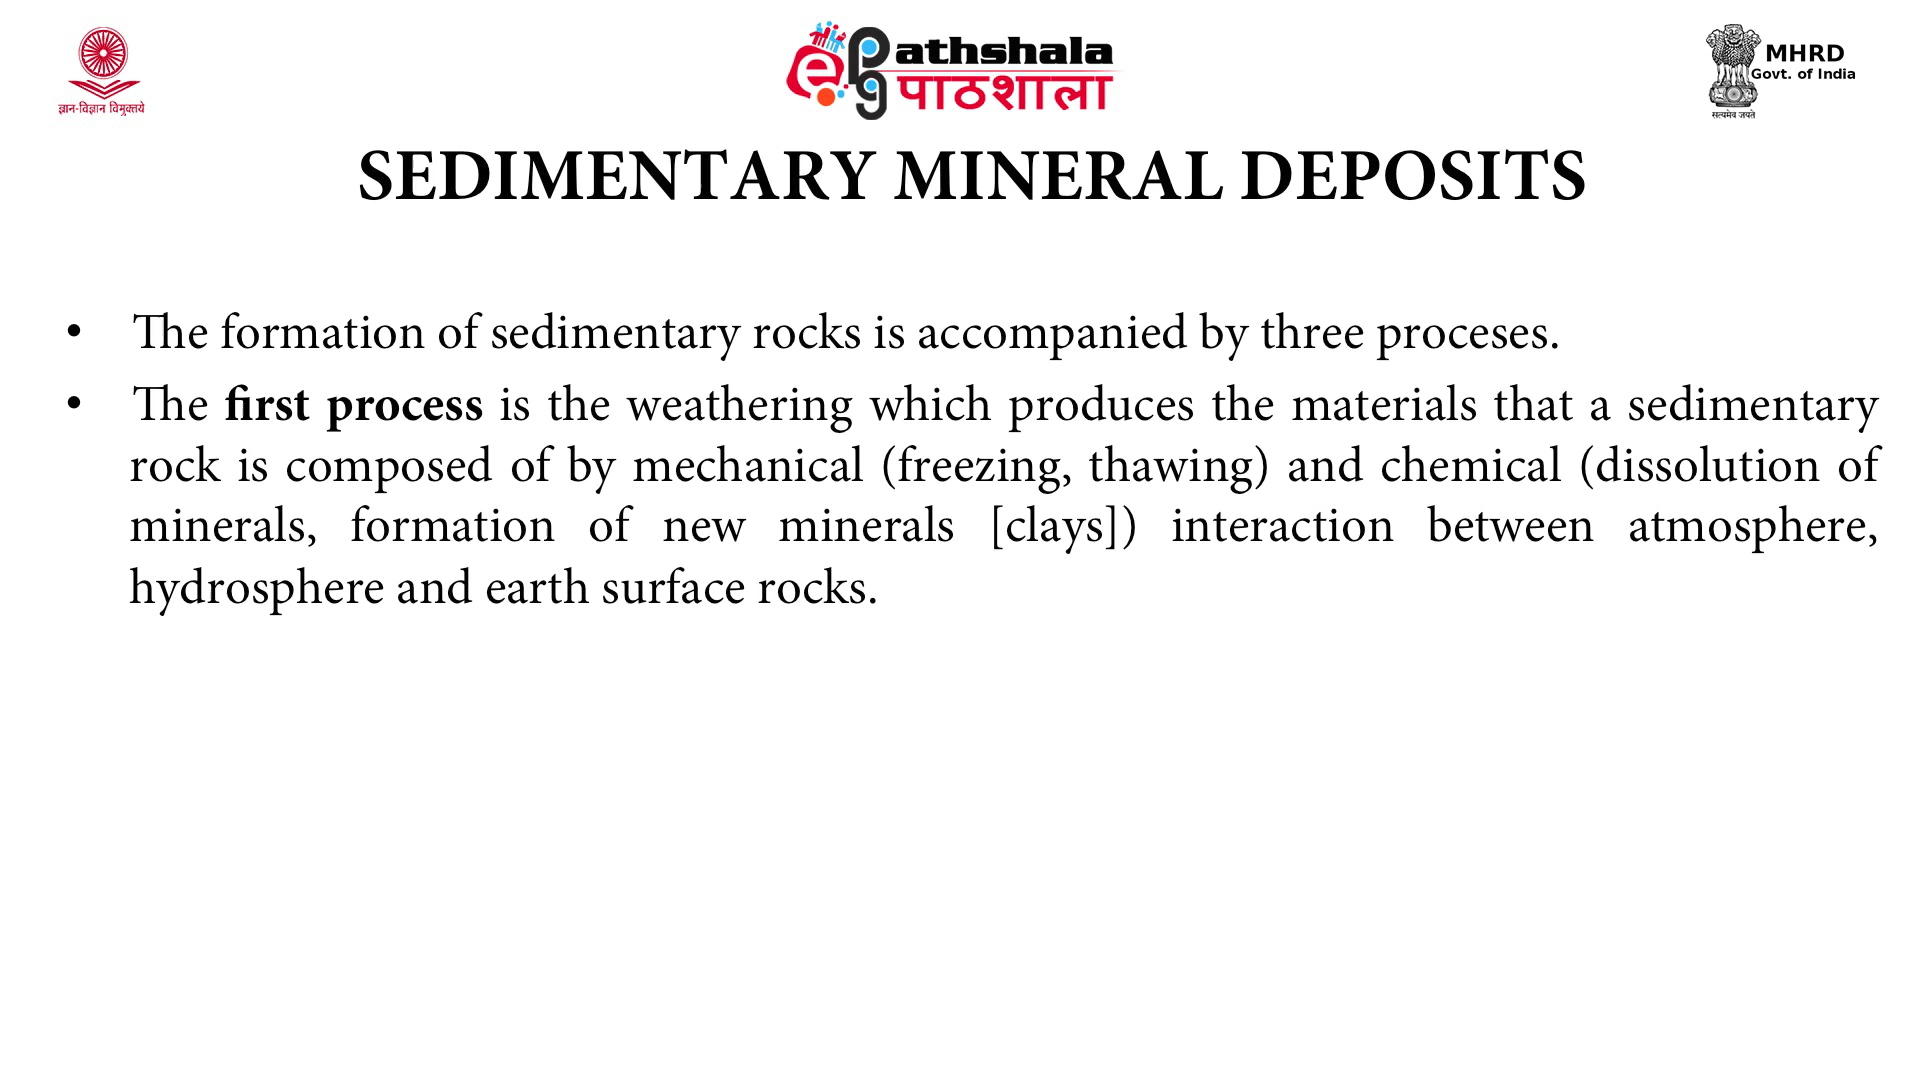 ज्ञान-विज्ञान विमुक्तये
e
Pg
athshala
पाठशाला
MHRD
Govt. of India
सत्यमेव जयते
SEDIMENTARY MINERAL DEPOSITS
• The formation of sedimentary rocks is accompanied by three proceses.
• The first process is the weathering which produces the materials that a sedimentary
rock is composed of by mechanical (freezing, thawing) and chemical (dissolution of
minerals, formation of new minerals [clays]) interaction between atmosphere,
hydrosphere and earth surface rocks.